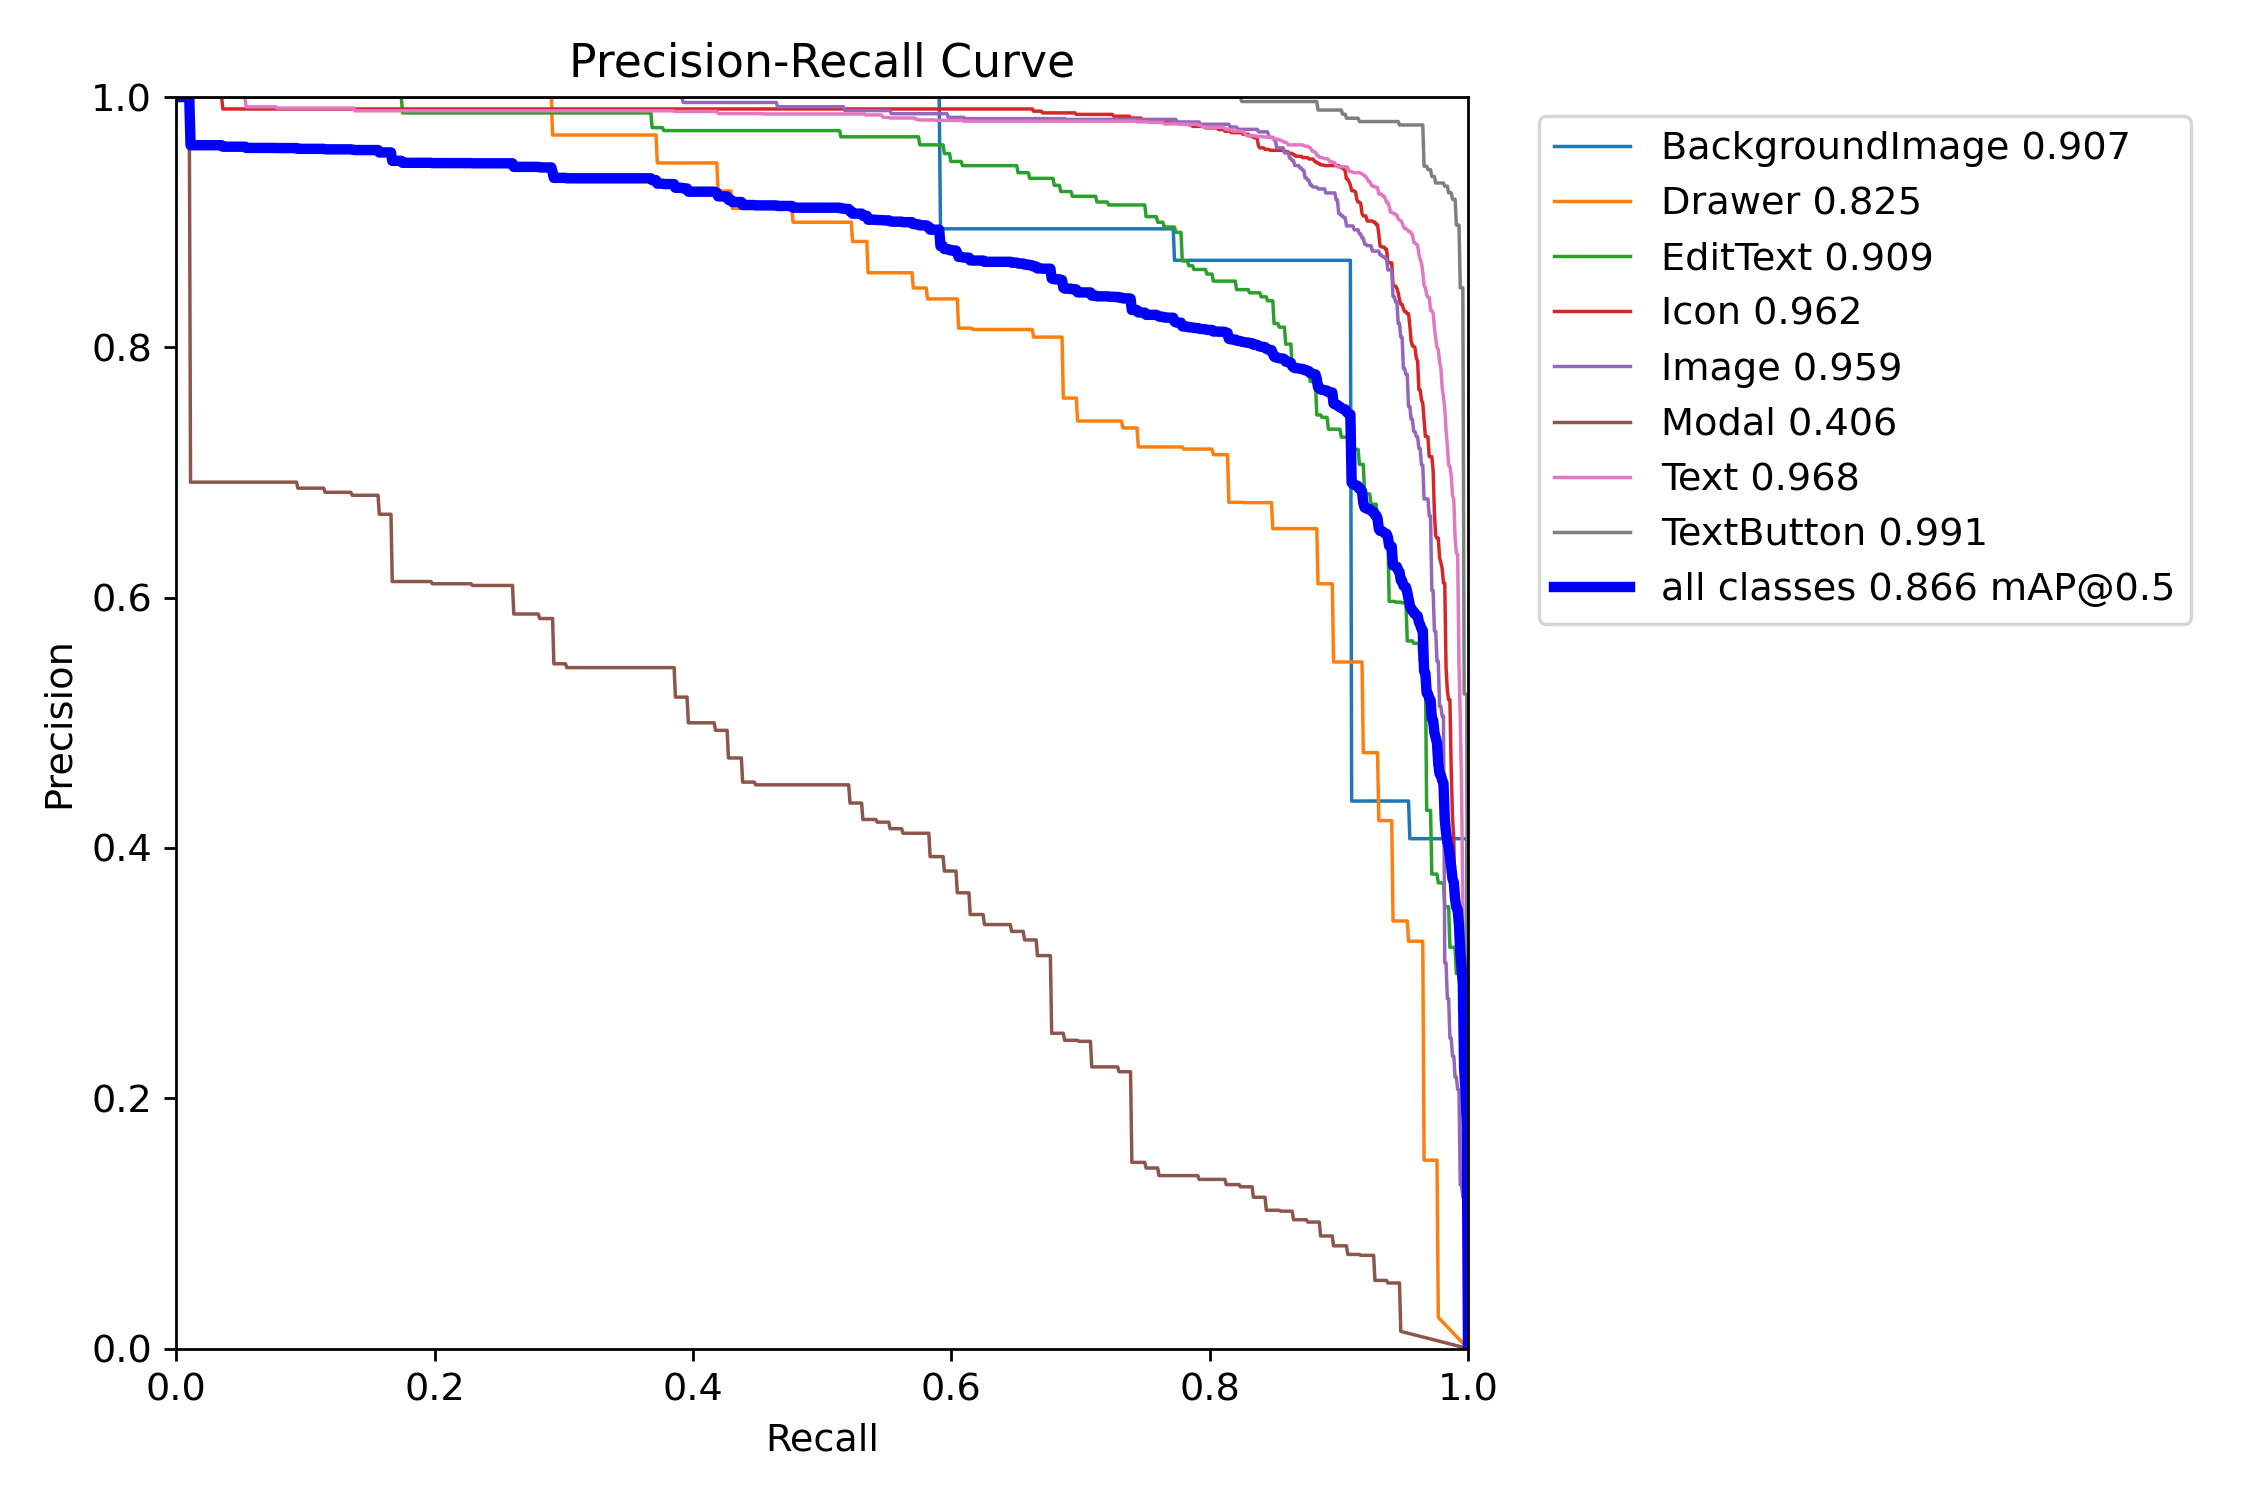 Precision-Recall Curve
1.0
0.8
0.6
0.4
0.2
0.0
Precision
0.0 0.2 0.4 0.6 0.8 1.0
Recall
BackgroundImage 0.907
Drawer 0.825
EditText 0.909
Icon 0.962
Image 0.959
Modal 0.406
Text 0.968
TextButton 0.991
all classes 0.866 mAP@0.5